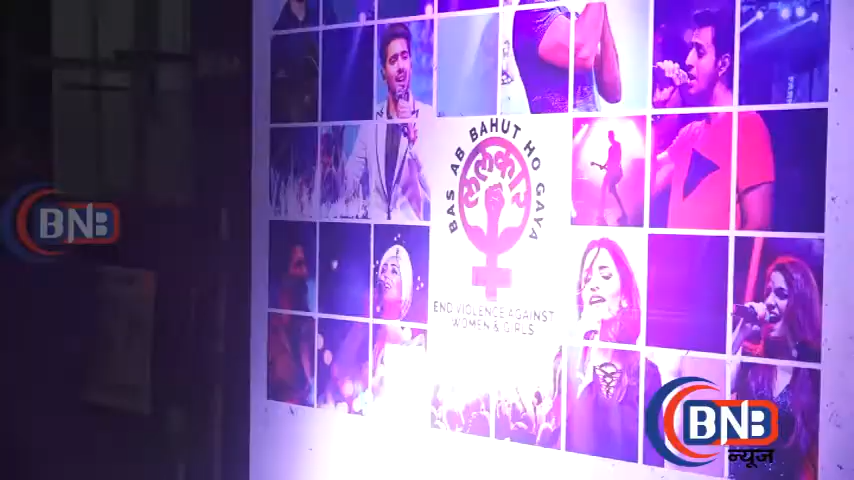 BAS AB BAHUT HO GAYA
ललकार
END VIOLENCE AGAINST
WOMEN & GIRLS
BNB
BNB
न्यूज